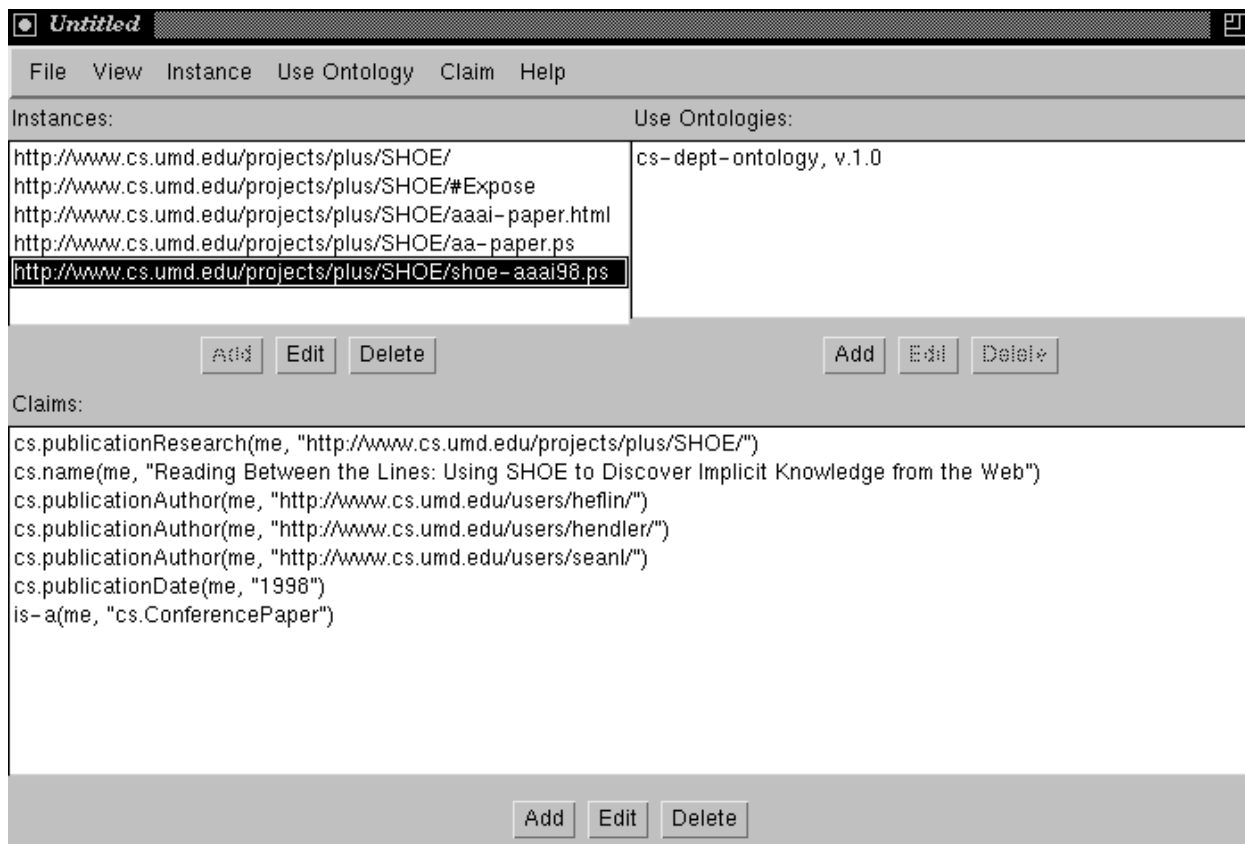 Untitled
File View Instance Use Ontology Claim Help
Instances:
Use Ontologies:
http://www.cs.umd.edu/projects/plus/SHOE/
http://www.cs.umd.edu/projects/plus/SHOE/#Expose
http://www.cs.umd.edu/projects/plus/SHOE/aaai-paper.html
http://www.cs.umd.edu/projects/plus/SHOE/aa-paper.ps
http://www.cs.umd.edu/projects/plus/SHOE/shoe-aaai98.ps
cs-dept-ontology, v.1.0
Add Edit Delete
Add Edit Delete
Claims:
cs.publicationResearch(me, "http://www.cs.umd.edu/projects/plus/SHOE/")
cs.name(me, "Reading Between the Lines: Using SHOE to Discover Implicit Knowledge from the Web")
cs.publicationAuthor(me, "http://www.cs.umd.edu/users/heflin/")
cs.publicationAuthor(me, "http://www.cs.umd.edu/users/hendler/")
cs.publicationAuthor(me, "http://www.cs.umd.edu/users/seanl/")
cs.publicationDate(me, "1998")
is-a(me, "cs.ConferencePaper")
Add Edit Delete